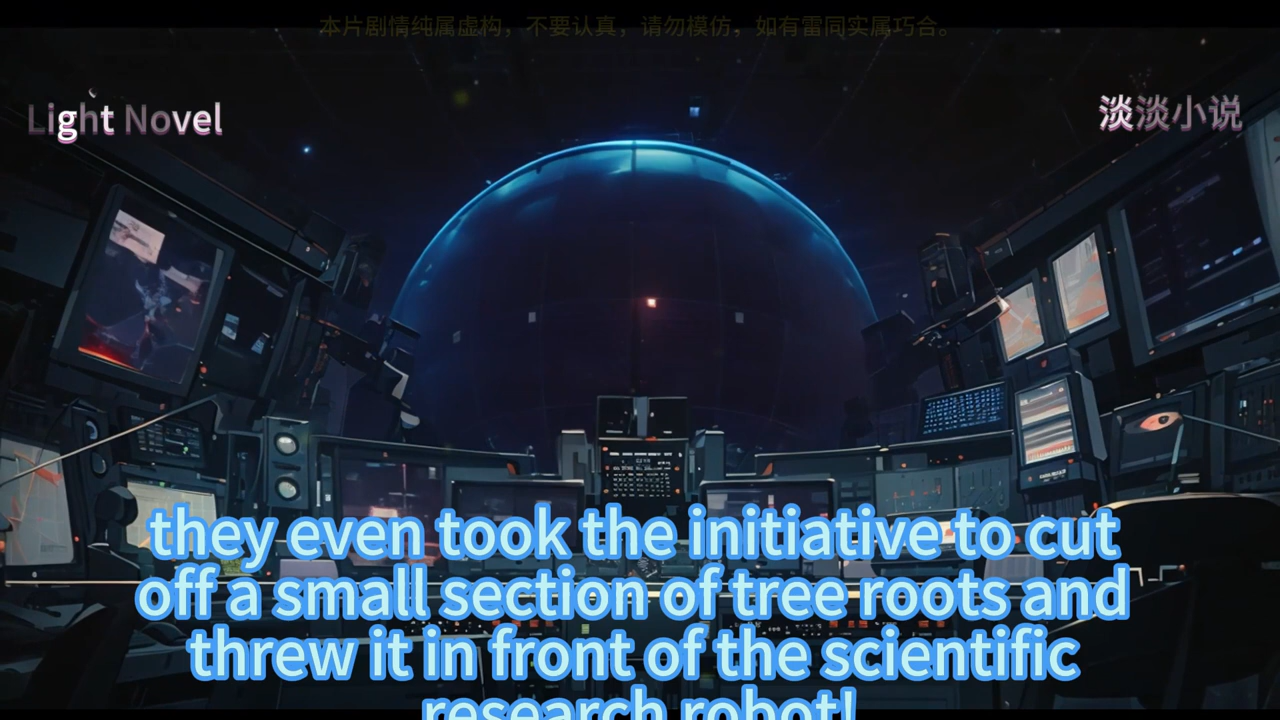 本片剧情纯属虚构，不要认真，请勿模仿，如有雷同实属巧合。
Light Novel
淡淡小说
they even took the initiative to cut
off a small section of tree roots and
threw it in front of the scientific
research robot!